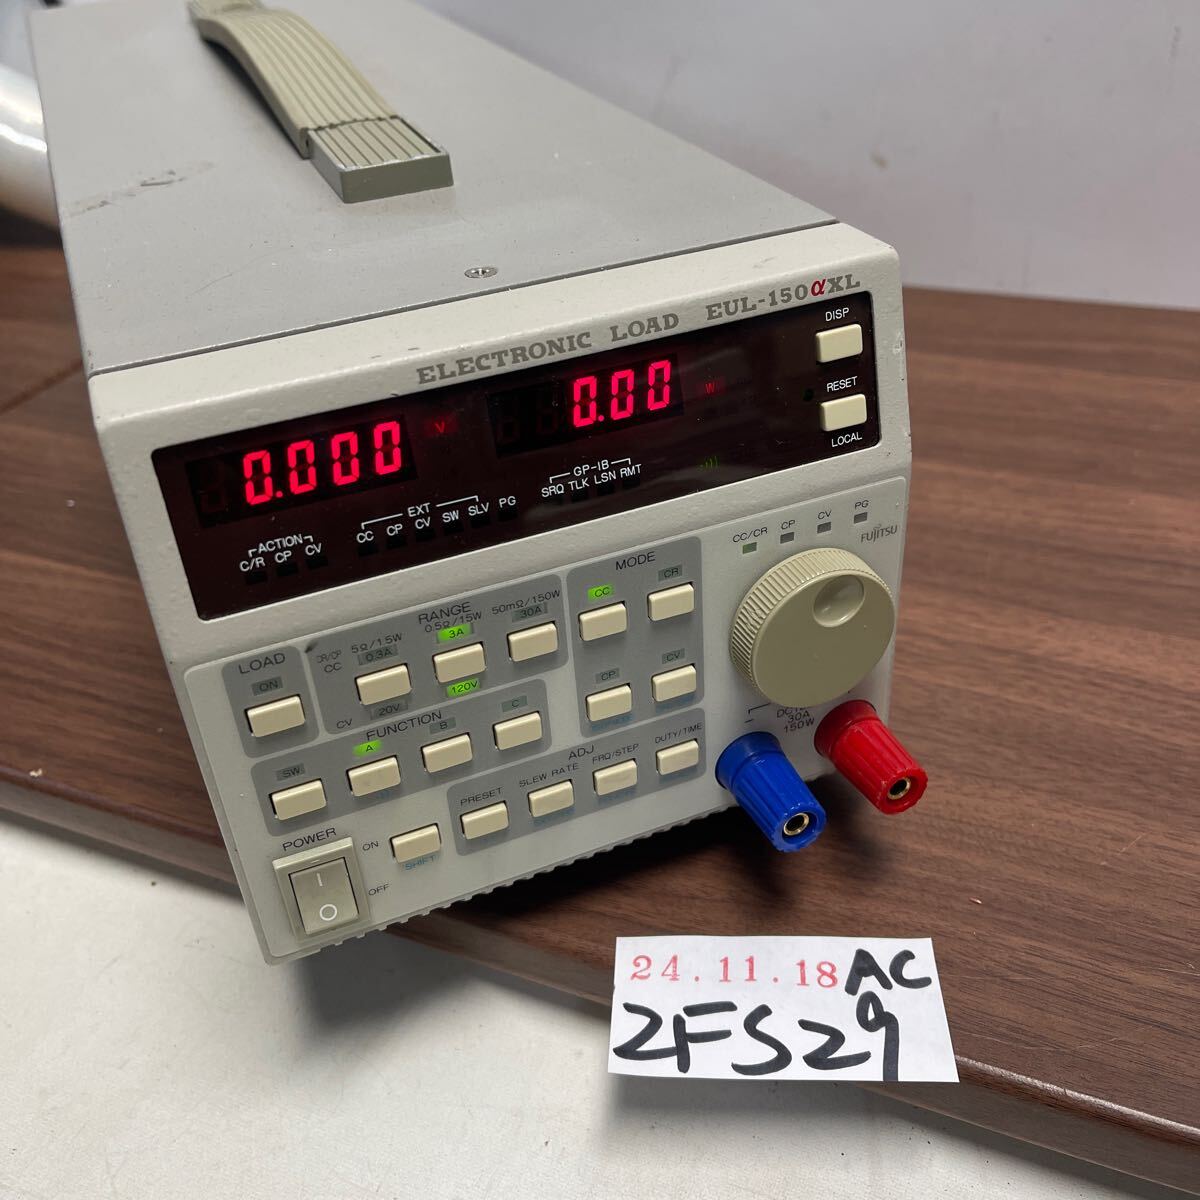 ELECTRONIC LOAD EUL-150αXL
DISP
RESET
LOCAL
0.000 V
0.00 W
GP-IB
SRQ TLK LSN RMT
EXT
CC CP CV SW SLV PG
ACTION
C/R CP CV
CC/CR CP CV PG
FUJITSU
MODE
CC CR
CP CV
RANGE
CR/CP 5Ω/1.5W 0.5Ω/15W 50mΩ/150W
CC 0.3A 3A 30A
CV 20V 120V
LOAD
ON
FUNCTION
SW A B C
ADJ
PRESET SLEW RATE FRQ/STEP DUTY/TIME
SHIFT
POWER
ON
OFF
30A
150W
24.11.18 AC
2FS29